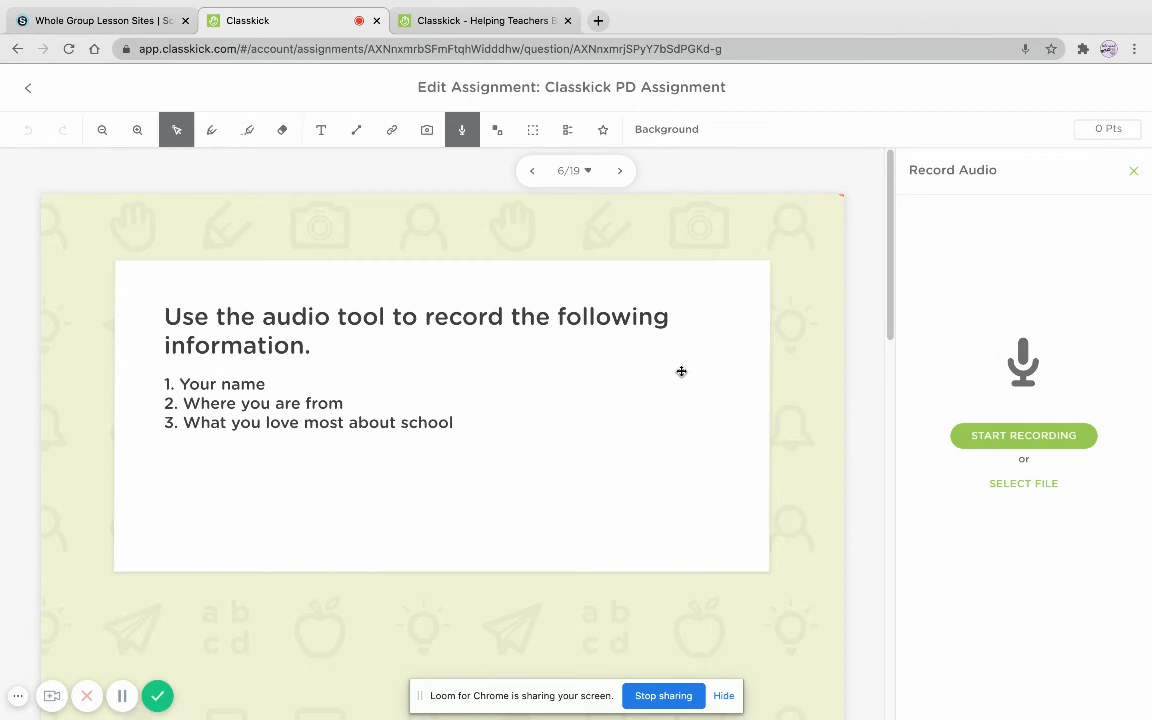 Whole Group Lesson Sites | Sc
Classkick
Classkick - Helping Teachers B
app.classkick.com/#/account/assignments/AXNnxmrbSFmFtqhWidddhw/question/AXNnxmrjSPyY7bSdPGKd-g
Edit Assignment: Classkick PD Assignment
T
Background
0 Pts
6/19
Record Audio
Use the audio tool to record the following
information.
1. Your name
2. Where you are from
3. What you love most about school
START RECORDING
or
SELECT FILE
a b
c d
a b
c d
Loom for Chrome is sharing your screen.
Stop sharing
Hide